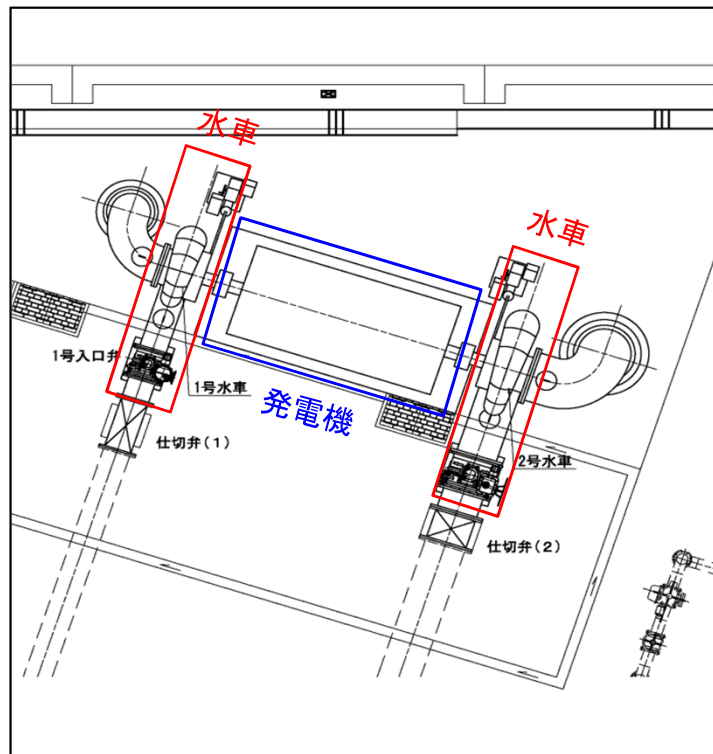 水車
水車
1号入口弁
1号水車
発電機
仕切弁(1)
2号水車
仕切弁(2)